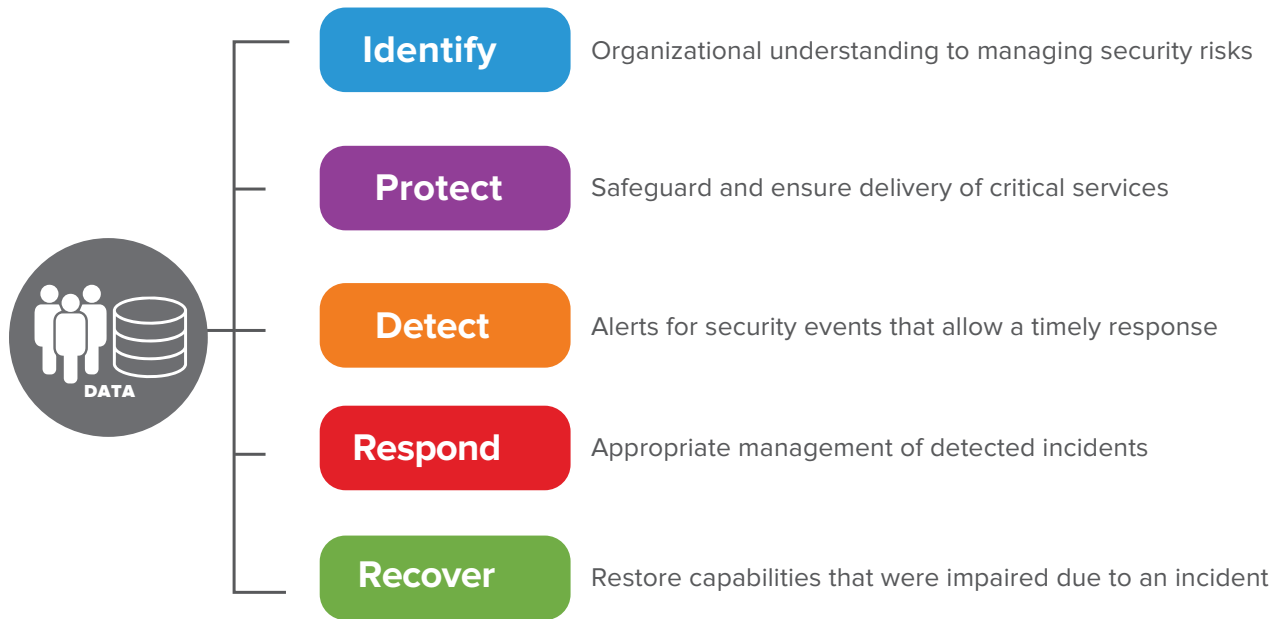 Identify
Organizational understanding to managing security risks
Protect
Safeguard and ensure delivery of critical services
Detect
Alerts for security events that allow a timely response
DATA
Respond
Appropriate management of detected incidents
Recover
Restore capabilities that were impaired due to an incident